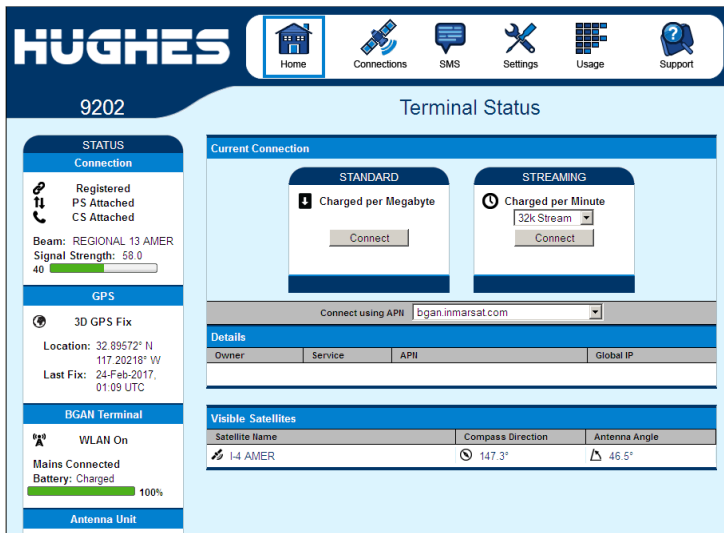 HUGHES
Home
Connections
SMS
Settings
Usage
Support
9202
Terminal Status
STATUS
Connection
Registered
PS Attached
CS Attached
Beam: REGIONAL 13 AMER
Signal Strength: 58.0
40
GPS
3D GPS Fix
Location: 32.89572° N
117.20218° W
Last Fix: 24-Feb-2017,
01:09 UTC
BGAN Terminal
WLAN On
Mains Connected
Battery: Charged
100%
Antenna Unit
Current Connection
STANDARD
Charged per Megabyte
Connect
STREAMING
Charged per Minute
32k Stream
Connect
Connect using APN bgan.inmarsat.com
Details
Owner Service APN Global IP
Visible Satellites
Satellite Name Compass Direction Antenna Angle
I-4 AMER 147.3° 46.5°